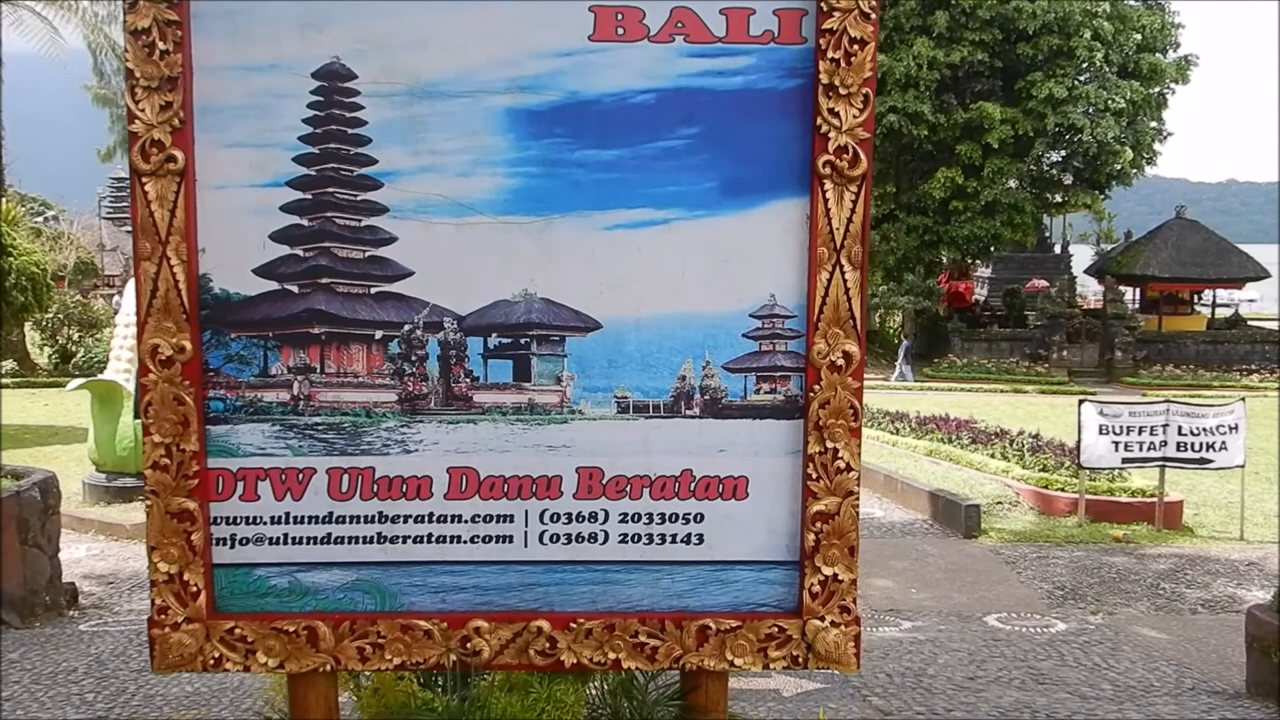 BALI
DTW Ulun Danu Beratan
www.ulundanuberatan.com | (0368) 2033050
info@ulundanuberatan.com | (0368) 2033143
RESTAURANT ULUNDANU BERATAN
BUFFET LUNCH
TETAP BUKA